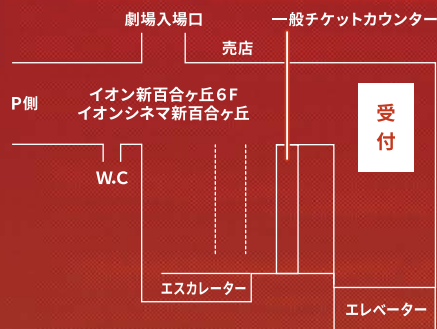 劇場入場口
一般チケットカウンター
売店
P側
イオン新百合ヶ丘6F
イオンシネマ新百合ヶ丘
受付
W.C
エスカレーター
エレベーター